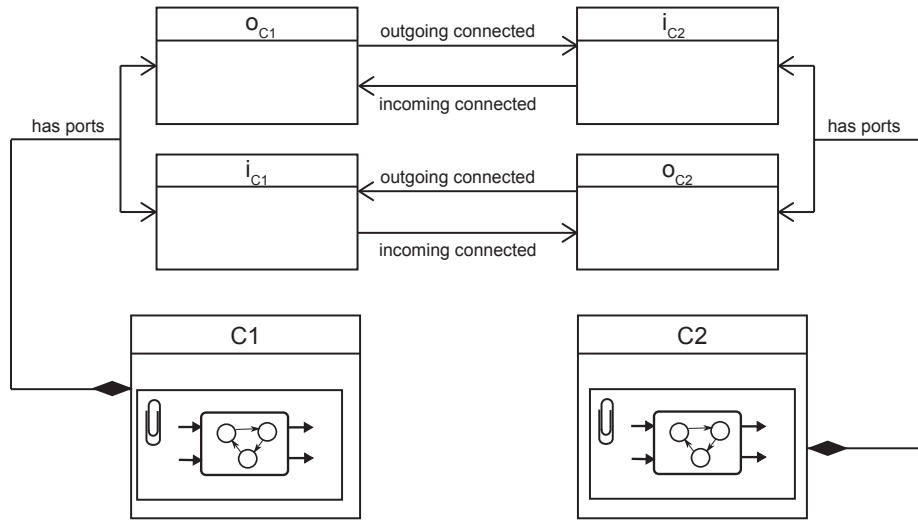 o_C1
outgoing connected
i_C2
incoming connected
has ports
has ports
i_C1
outgoing connected
o_C2
incoming connected
C1
C2